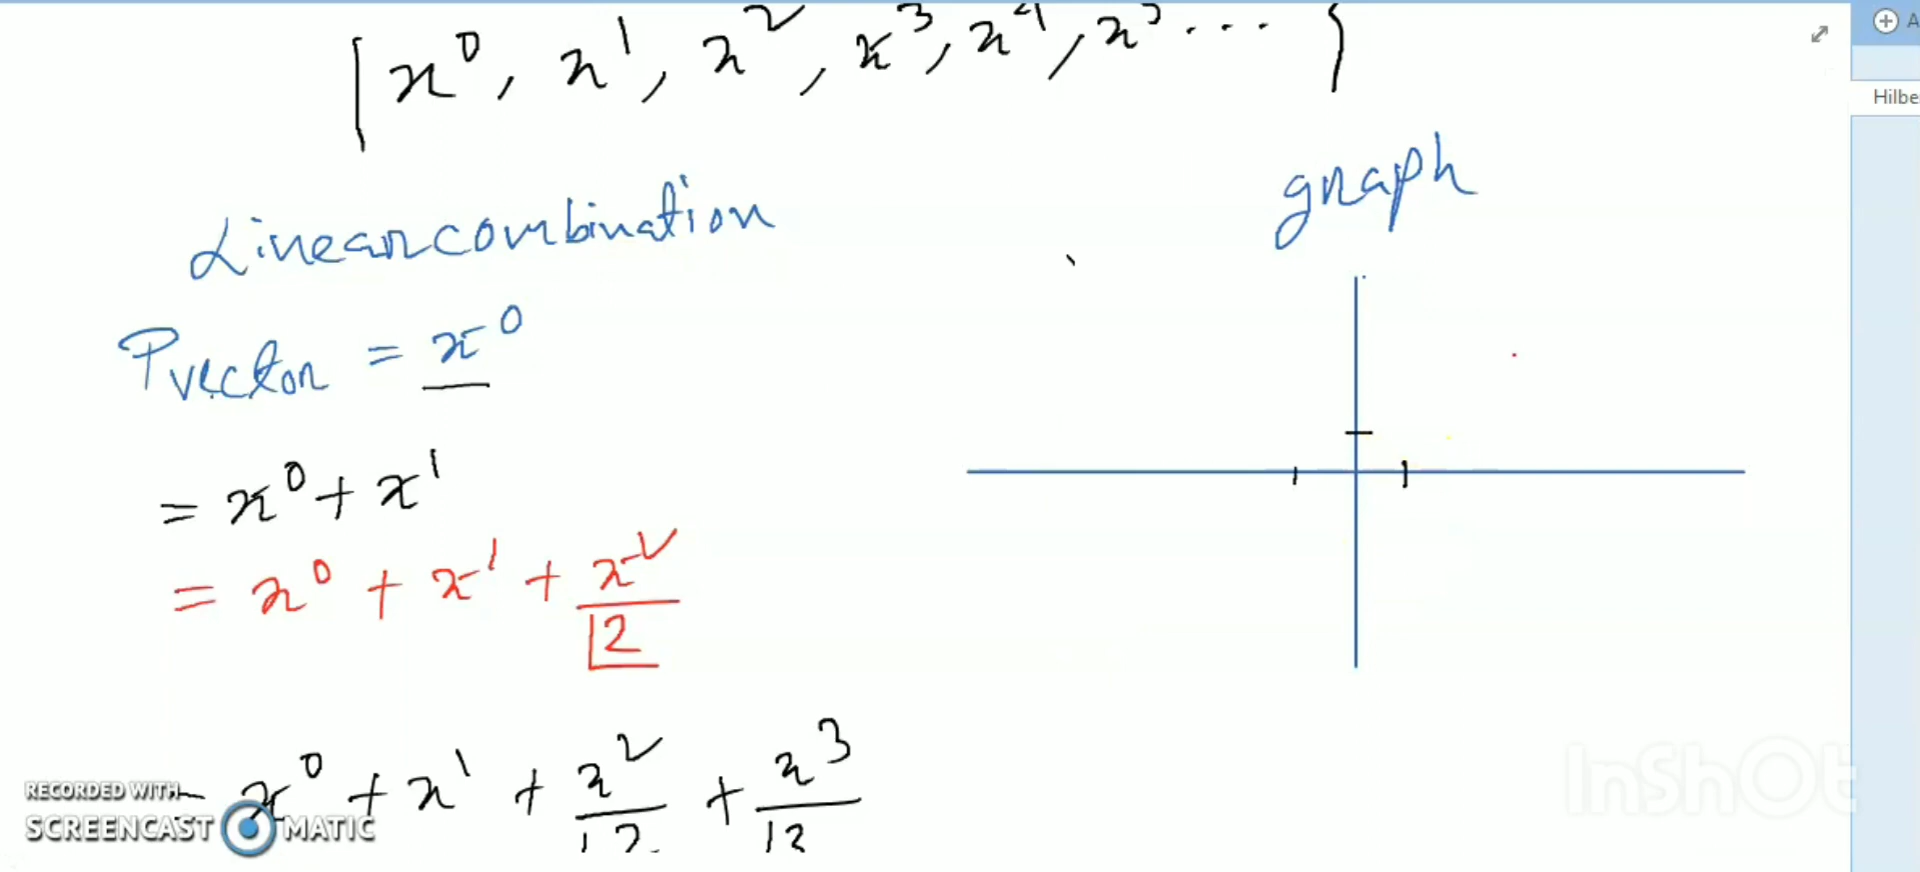 {x⁰, x¹, x², x³, x⁴, x⁵ ... }
Linear combination
graph
Pvector = x⁰
= x⁰ + x¹
= x⁰ + x¹ + x²/⌊2
= x⁰ + x¹ + x²/⌊2 + x³/⌊3
RECORDED WITH
SCREENCAST MATIC
InShot
A
Hilbe